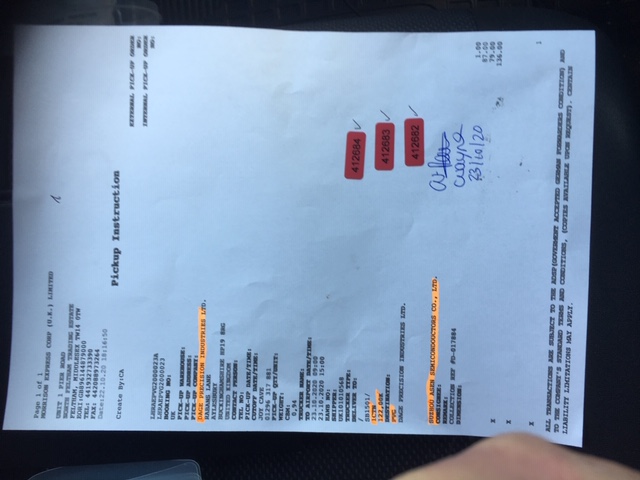 Page 1 of 1
MORRISON EXPRESS CORP (U.K.) LIMITED
1
UNIT 1 PIER ROAD
NORTH FELTHAM TRADING ESTATE
FELTHAM, MIDDLESEX TW14 0TW
EORI:GB896144879000
TEL: 441932733390
FAX: 442088973264
Date:22.10.20 18:16:50
Pickup Instruction
Create By:CA
EXTERNAL PICK-UP ORDER
NO:
INTERNAL PICK-UP ORDER
NO:
LHRAEPVG2000023A
LHRAEPVG2000023
BOOKING NO:
UK
PICK-UP WAREHOUSE:
PICK-UP ADDRESS:
PICK-UP COMPANY:
DAGE PRECISION INDUSTRIES LTD.
RABANS LANE
AYLESBURY
BUCKINGHAMSHIRE HP19 8RG
UNITED KINGDOM
CONTACT PERSON:
TEL NO:
PICK-UP DATE/TIME:
CUTOFF DATE/TIME:
JOY CAVE
01296 317 881
PICK-UP QTY/UNIT:
WEIGHT:
CBM:
0,94
TRUCKER NAME:
TO AIRPORT DATE/TIME:
23.10.2020 09:00
23.10.2020 15:00
HAWB NO:
SHIPPER:
UK101010568
TRUCKER TYPE:
DELIVER TO:
/
SB1501/
1CTN
122,00K
DESTINATION:
PVG
DAGE PRECISION INDUSTRIES LTD.
412684
412683
412682
SUZHOU ASEN SEMICONDOUCTORS CO., LTD.
CONSIGNEE:
REMARK:
COLLECTION REF #U-017884
DIMENSION:
wayne
23/10/20
1.00
87.00
79.00
136.00
X
X
X
1
ALL TRANSACTIONS ARE SUBJECT TO THE ADSP(GOVERMENT ACCEPTED GERMAN FORWARDERS CONDITION) AND
TO THE COMPANY'S STANDARD TERMS AND CONDITIONS, (COPIES AVAILABLE UPON REQUEST). CERTAIN
LIABILITY LIMITATIONS MAY APPLY.